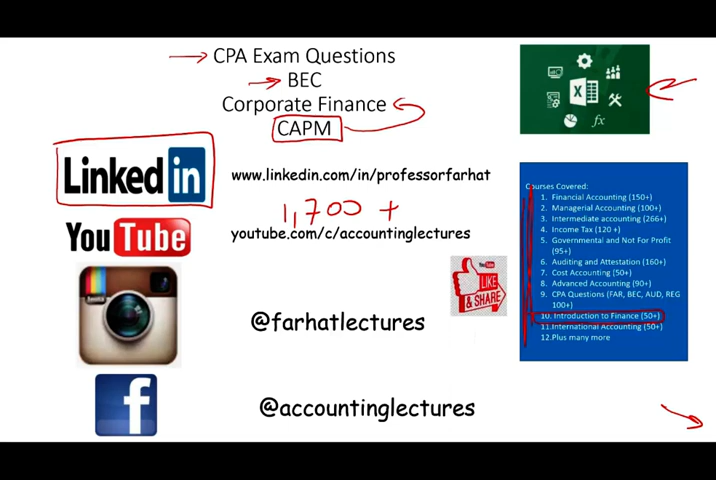 CPA Exam Questions
BEC
Corporate Finance
CAPM
Linked in
www.linkedin.com/in/professorfarhat
1,700 +
YouTube
youtube.com/c/accountinglectures
YouTube
LIKE
& SHARE
@farhatlectures
f
@accountinglectures
X
fx
Courses Covered:
1. Financial Accounting (150+)
2. Managerial Accounting (100+)
3. Intermediate accounting (266+)
4. Income Tax (120 +)
5. Governmental and Not For Profit
(95+)
6. Auditing and Attestation (160+)
7. Cost Accounting (50+)
8. Advanced Accounting (90+)
9. CPA Questions (FAR, BEC, AUD, REG
100+)
10. Introduction to Finance (50+)
11.International Accounting (50+)
12.Plus many more